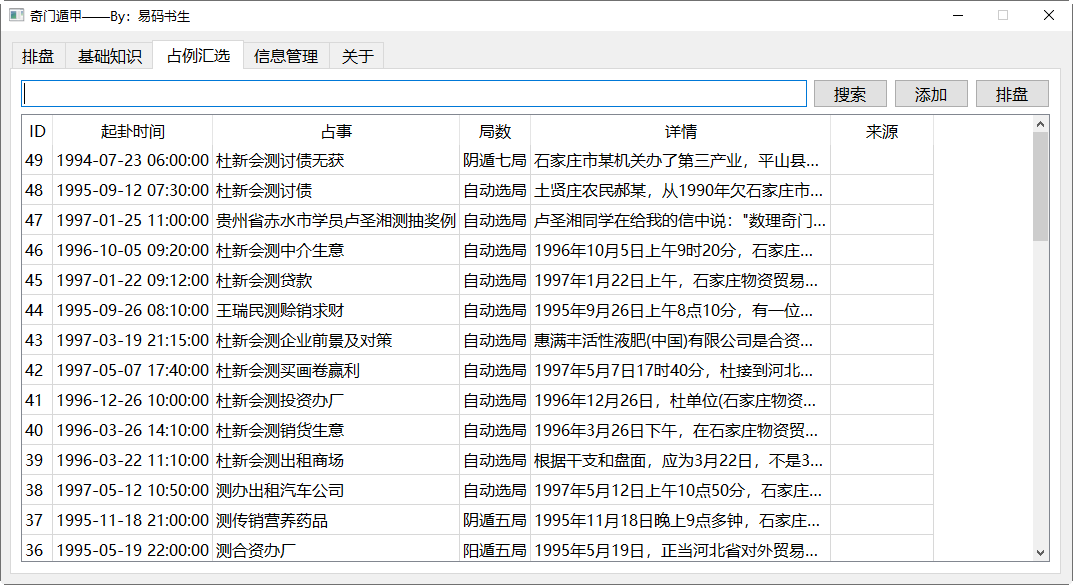 奇门遁甲——By：易码书生
排盘 基础知识 占例汇选 信息管理 关于
搜索 添加 排盘
ID 起卦时间 占事 局数 详情 来源
49 1994-07-23 06:00:00 杜新会测讨债无获 阴遁七局 石家庄市某机关办了第三产业，平山县...
48 1995-09-12 07:30:00 杜新会测讨债 自动选局 土贤庄农民郝某，从1990年欠石家庄市...
47 1997-01-25 11:00:00 贵州省赤水市学员卢圣湘测抽奖例 自动选局 卢圣湘同学在给我的信中说："数理奇门...
46 1996-10-05 09:20:00 杜新会测中介生意 自动选局 1996年10月5日上午9时20分，石家庄...
45 1997-01-22 09:12:00 杜新会测贷款 自动选局 1997年1月22日上午，石家庄物资贸易...
44 1995-09-26 08:10:00 王瑞民测赊销求财 自动选局 1995年9月26日上午8点10分，有一位...
43 1997-03-19 21:15:00 杜新会测企业前景及对策 自动选局 惠满丰活性液肥(中国)有限公司是合资...
42 1997-05-07 17:40:00 杜新会测买画卷赢利 自动选局 1997年5月7日17时40分，杜接到河北...
41 1996-12-26 10:00:00 杜新会测投资办厂 自动选局 1996年12月26日，杜单位(石家庄物资...
40 1996-03-26 14:10:00 杜新会测销货生意 自动选局 1996年3月26日下午，在石家庄物资贸...
39 1996-03-22 11:10:00 杜新会测出租商场 自动选局 根据干支和盘面，应为3月22日，不是3...
38 1997-05-12 10:50:00 测办出租汽车公司 自动选局 1997年5月12日上午10点50分，石家庄...
37 1995-11-18 21:00:00 测传销营养药品 阴遁五局 1995年11月18日晚上9点多钟，石家庄...
36 1995-05-19 22:00:00 测合资办厂 阳遁五局 1995年5月19日，正当河北省对外贸易...